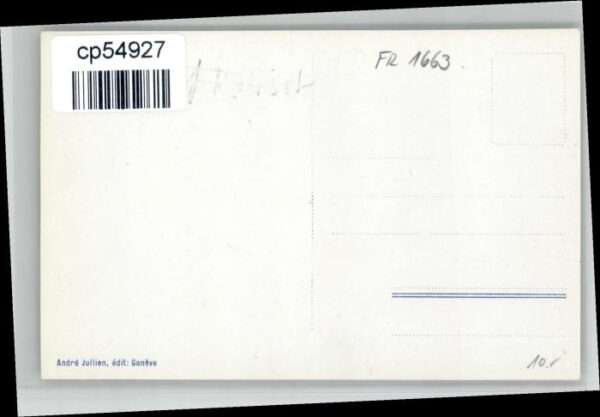 cp54927
FR 1663.
André Jullien, édit: Genève
10.-